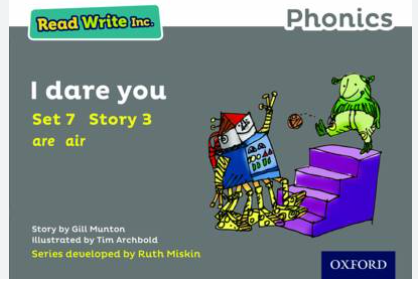 Read Write Inc.
Phonics
I dare you
Set 7 Story 3
are air
Story by Gill Munton
Illustrated by Tim Archbold
Series developed by Ruth Miskin
OXFORD